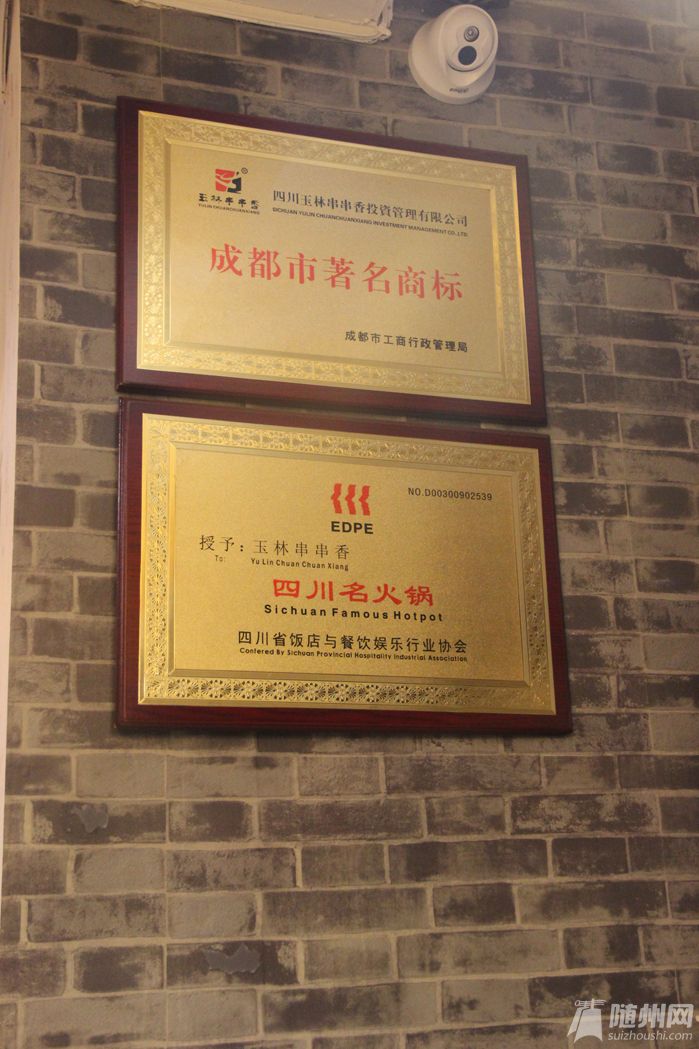 ®
玉林串串香
YULIN CHUANCHUANXIANG
四川玉林串串香投資管理有限公司
SICHUAN YULIN CHUANCHUANXIANG INVESTMENT MANAGEMENT CO.,LTD
成都市著名商标
成都市工商行政管理局
NO.D00300902539
EDPE
授予：玉林串串香
To: Yu Lin Chuan Chuan Xiang
四川名火锅
Sichuan Famous Hotpot
四川省饭店与餐饮娱乐行业协会
Contered By Sichuan Provincial Hospitality Industrial Association
随州网
suizhoushi.com